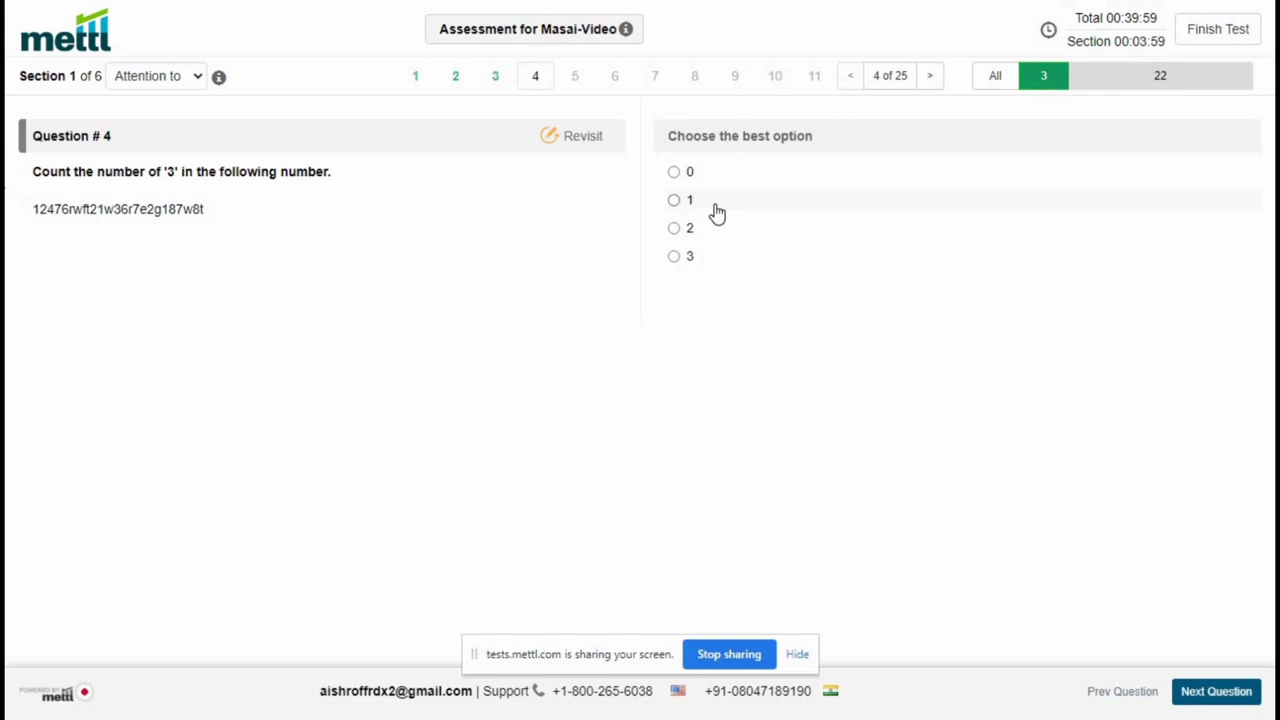 mettl
Assessment for Masai-Video
Total 00:39:59
Section 00:03:59
Finish Test
Section 1 of 6 Attention to
1 2 3 4 5 6 7 8 9 10 11 < 4 of 25 > All 3 22
Question # 4
Revisit
Count the number of '3' in the following number.
12476rwft21w36r7e2g187w8t
Choose the best option
0
1
2
3
tests.mettl.com is sharing your screen. Stop sharing Hide
POWERED BY mettl
aishroffrdx2@gmail.com | Support +1-800-265-6038 +91-08047189190
Prev Question Next Question